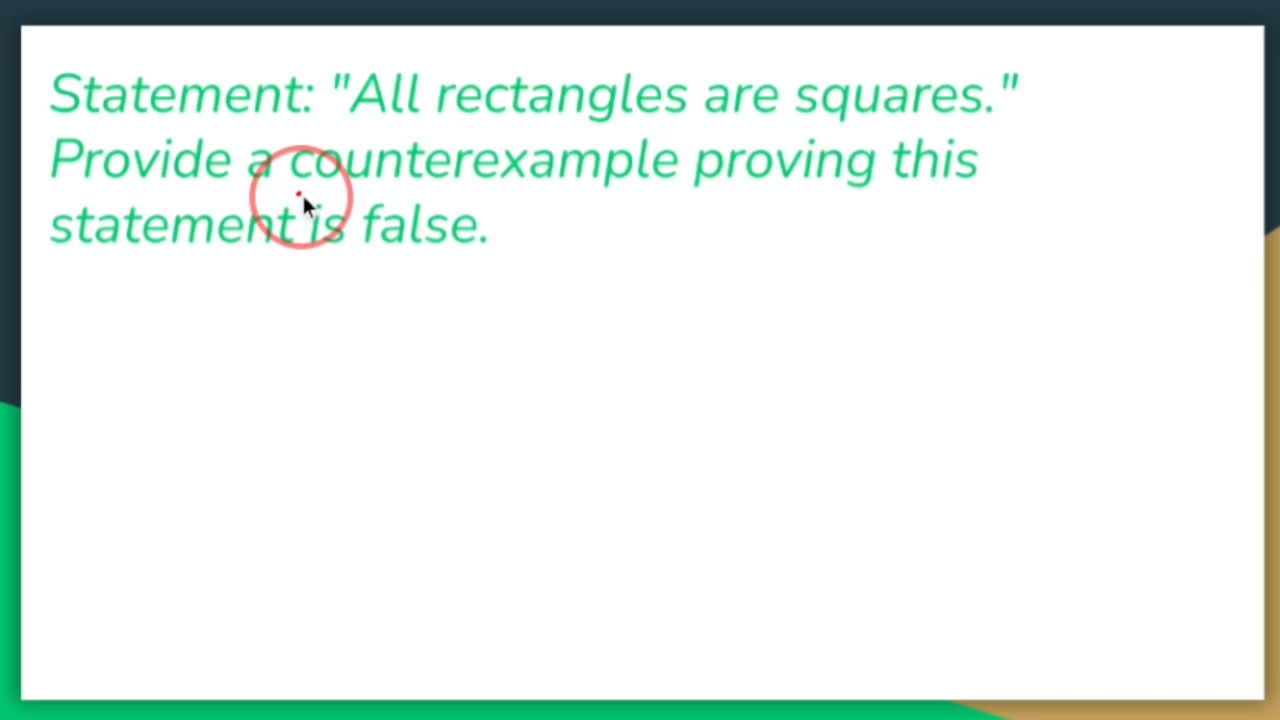 Statement: "All rectangles are squares."
Provide a counterexample proving this
statement is false.